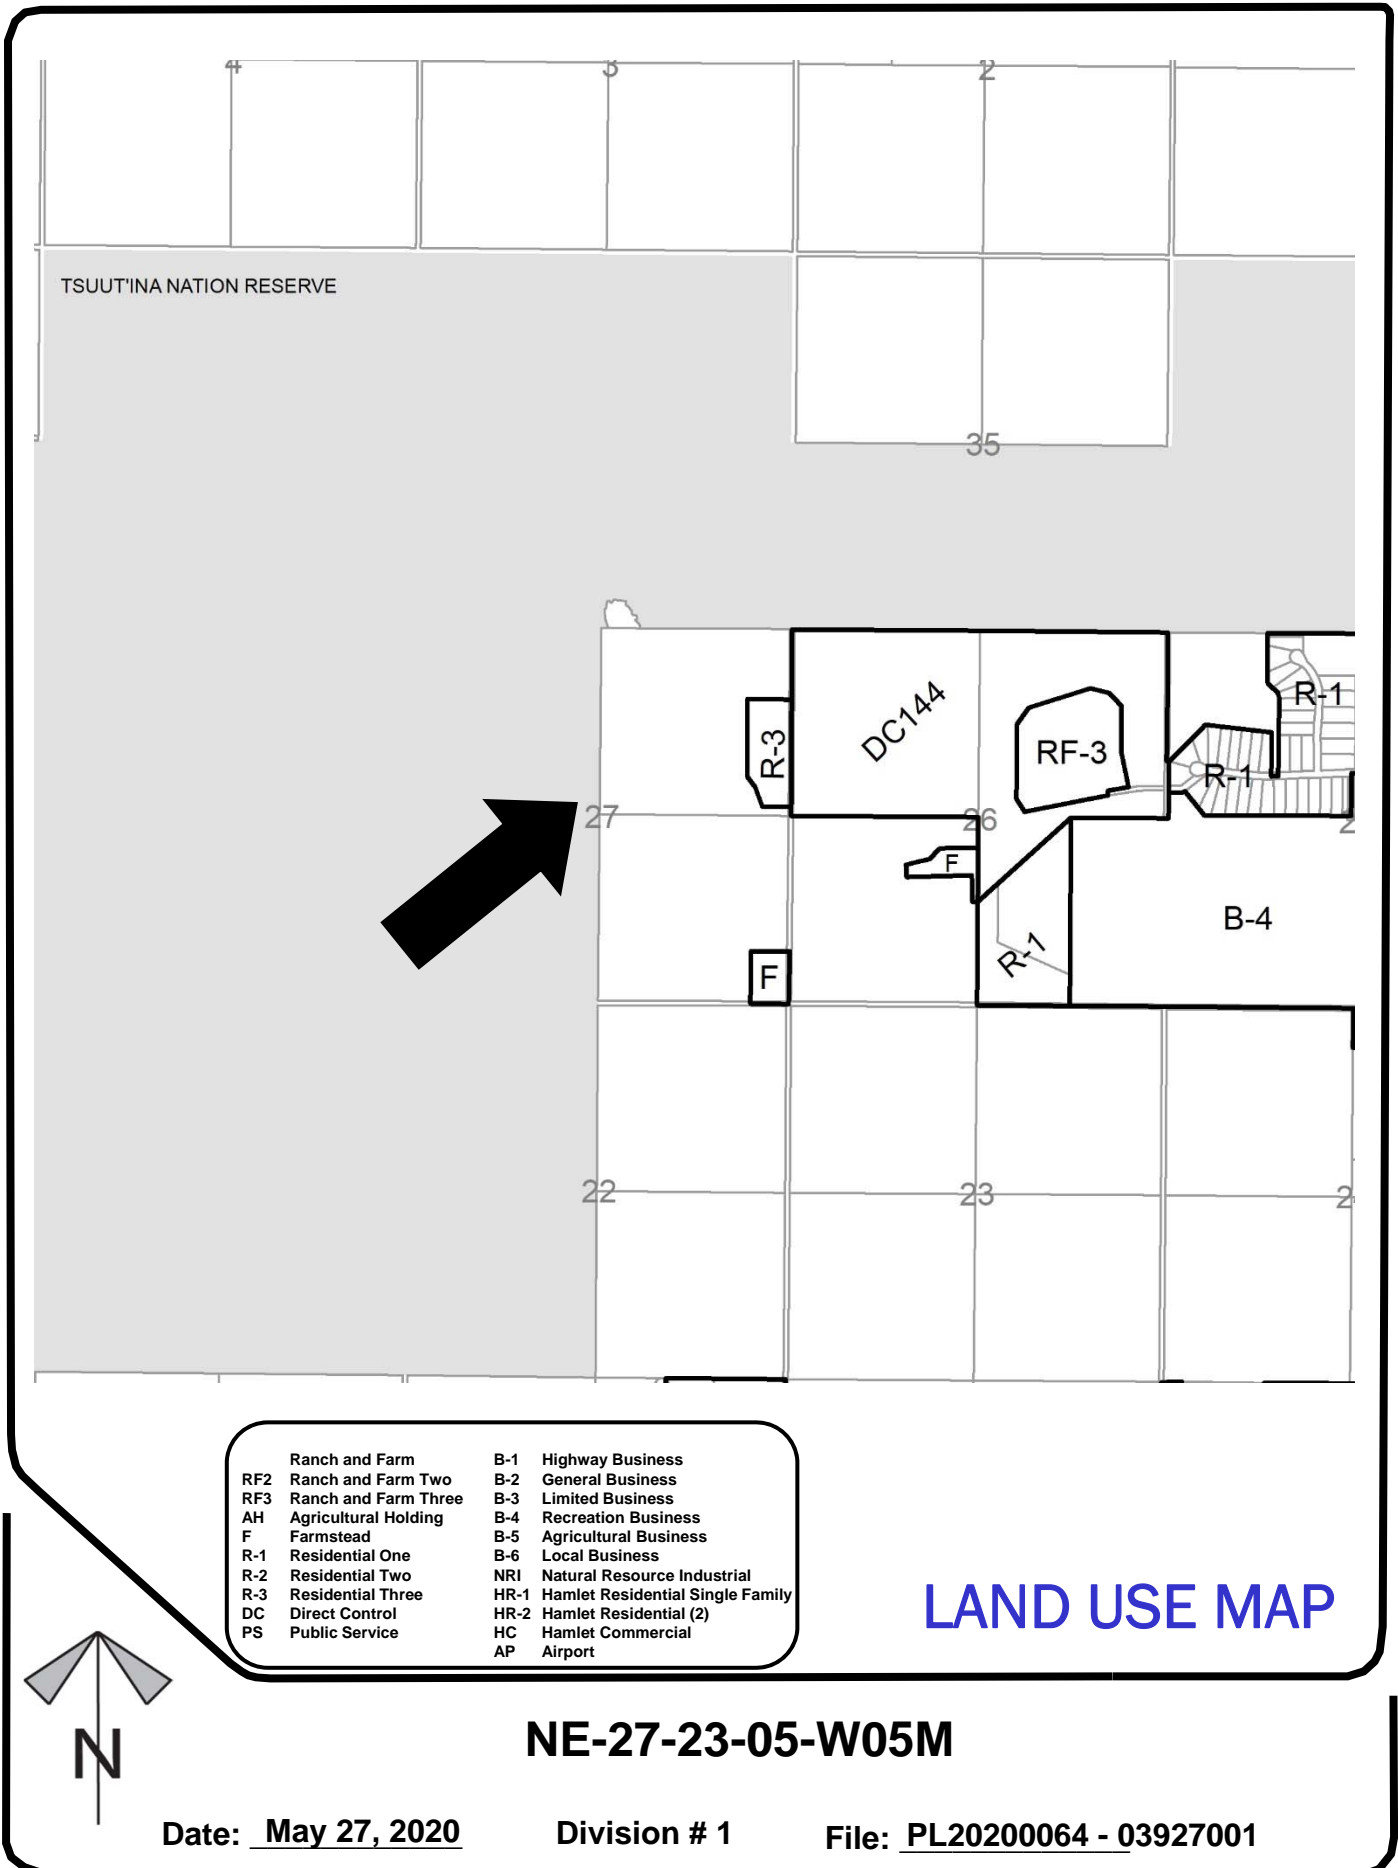 4 3 2
TSUUT'INA NATION RESERVE
35
R-1
DC144
R-3
RF-3
R-1
27 26
F
B-4
R-1
F
22 23
Ranch and Farm
RF2 Ranch and Farm Two
RF3 Ranch and Farm Three
AH Agricultural Holding
F Farmstead
R-1 Residential One
R-2 Residential Two
R-3 Residential Three
DC Direct Control
PS Public Service
B-1 Highway Business
B-2 General Business
B-3 Limited Business
B-4 Recreation Business
B-5 Agricultural Business
B-6 Local Business
NRI Natural Resource Industrial
HR-1 Hamlet Residential Single Family
HR-2 Hamlet Residential (2)
HC Hamlet Commercial
AP Airport
LAND USE MAP
N
NE-27-23-05-W05M
Date: May 27, 2020 Division # 1 File: PL20200064 - 03927001